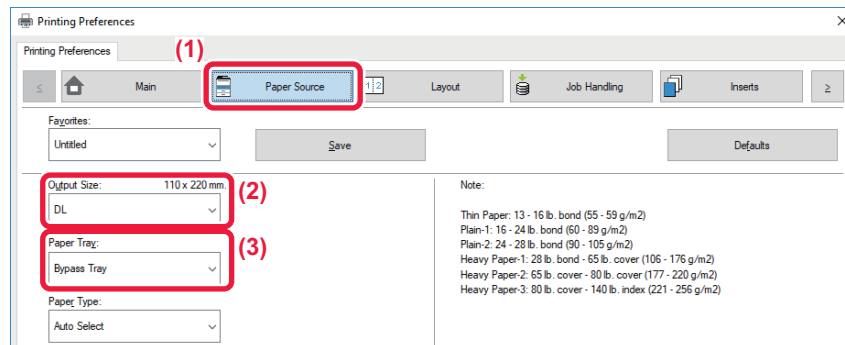 Printing Preferences
Printing Preferences
(1)
≤ Main Paper Source 1 2 Layout Job Handling Inserts ≥
Favorites:
Untitled
Save
Defaults
Output Size: 110 x 220 mm.
(2)
DL
Paper Tray:
(3)
Bypass Tray
Paper Type:
Auto Select
Note:
Thin Paper: 13 - 16 lb. bond (55 - 59 g/m2)
Plain-1: 16 - 24 lb. bond (60 - 89 g/m2)
Plain-2: 24 - 28 lb. bond (90 - 105 g/m2)
Heavy Paper-1: 28 lb. bond - 65 lb. cover (106 - 176 g/m2)
Heavy Paper-2: 65 lb. cover - 80 lb. cover (177 - 220 g/m2)
Heavy Paper-3: 80 lb. cover - 140 lb. index (221 - 256 g/m2)